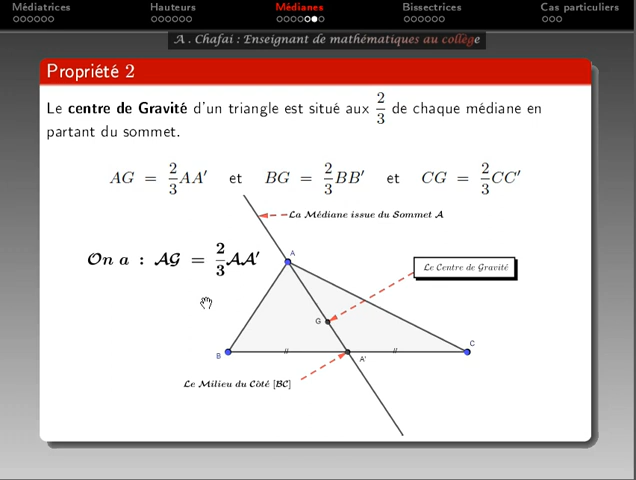 Médiatrices Hauteurs Médianes Bissectrices Cas particuliers
A . Chafai : Enseignant de mathématiques au collège
Propriété 2
Le centre de Gravité d'un triangle est situé aux 2/3 de chaque médiane en
partant du sommet.
AG = 2/3 AA′ et BG = 2/3 BB′ et CG = 2/3 CC′
La Médiane issue du Sommet A
On a : AG = 2/3 AA′
A
Le Centre de Gravité
G
C
B
//
//
A'
Le Milieu du Côté [BC]